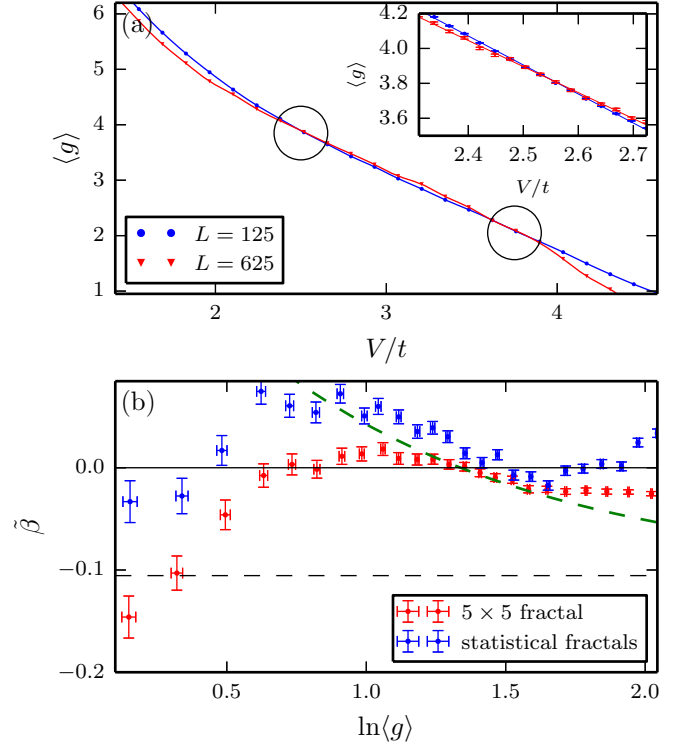 (a)
6
5
4
3
2
1
⟨g⟩
2
3
4
V/t
L = 125
L = 625
4.2
4.0
3.8
3.6
⟨g⟩
2.4
2.5
2.6
2.7
V/t
(b)
0.0
−0.1
−0.2
β̃
0.5
1.0
1.5
2.0
ln⟨g⟩
5 × 5 fractal
statistical fractals